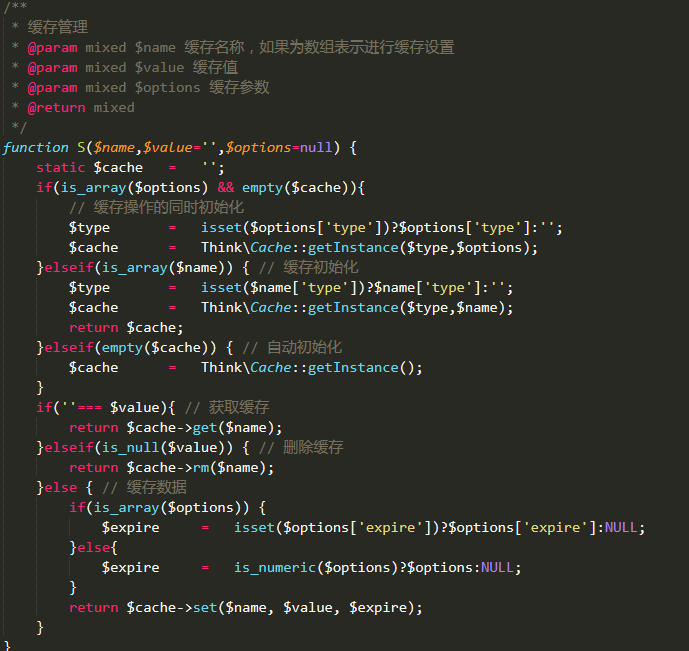 /**
 * 缓存管理
 * @param mixed $name 缓存名称，如果为数组表示进行缓存设置
 * @param mixed $value 缓存值
 * @param mixed $options 缓存参数
 * @return mixed
 */
function S($name,$value='',$options=null) {
    static $cache   =   '';
    if(is_array($options) && empty($cache)){
        // 缓存操作的同时初始化
        $type       =   isset($options['type'])?$options['type']:'';
        $cache      =   Think\Cache::getInstance($type,$options);
    }elseif(is_array($name)) { // 缓存初始化
        $type       =   isset($name['type'])?$name['type']:'';
        $cache      =   Think\Cache::getInstance($type,$name);
        return $cache;
    }elseif(empty($cache)) { // 自动初始化
        $cache      =   Think\Cache::getInstance();
    }
    if(''=== $value){ // 获取缓存
        return $cache->get($name);
    }elseif(is_null($value)) { // 删除缓存
        return $cache->rm($name);
    }else { // 缓存数据
        if(is_array($options)) {
            $expire     =   isset($options['expire'])?$options['expire']:NULL;
        }else{
            $expire     =   is_numeric($options)?$options:NULL;
        }
        return $cache->set($name, $value, $expire);
    }
}